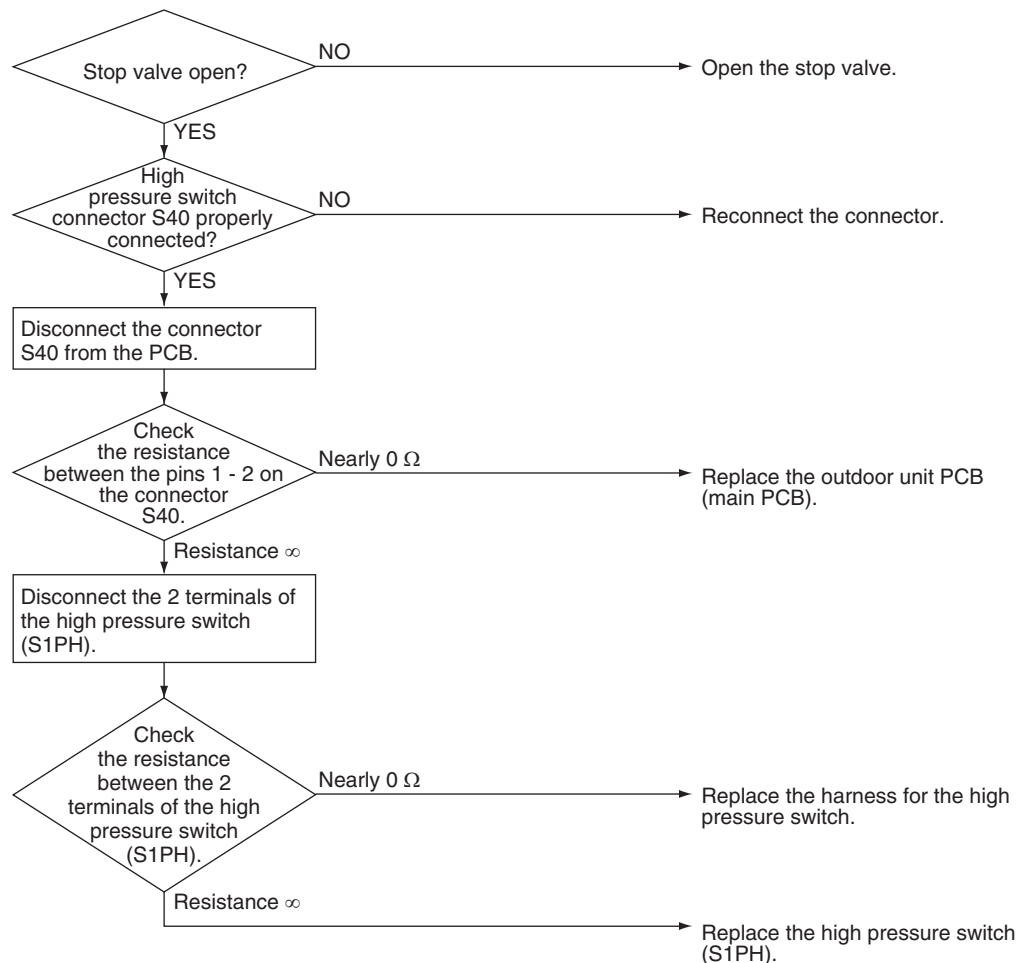 Stop valve open?
NO
Open the stop valve.
YES
High
pressure switch
connector S40 properly
connected?
NO
Reconnect the connector.
YES
Disconnect the connector
S40 from the PCB.
Check
the resistance
between the pins 1 - 2 on
the connector
S40.
Nearly 0 Ω
Replace the outdoor unit PCB
(main PCB).
Resistance ∞
Disconnect the 2 terminals of
the high pressure switch
(S1PH).
Check
the resistance
between the 2
terminals of the high
pressure switch
(S1PH).
Nearly 0 Ω
Replace the harness for the high
pressure switch.
Resistance ∞
Replace the high pressure switch
(S1PH).